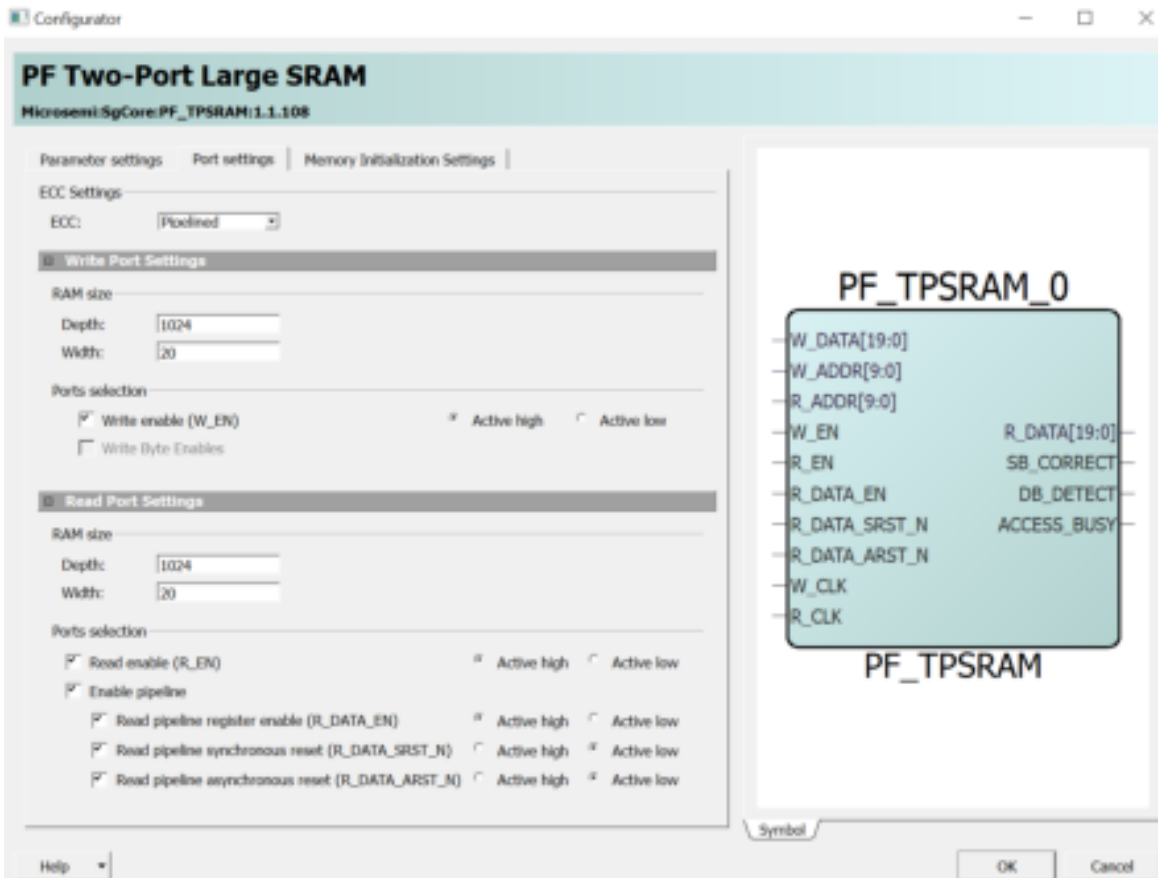 Configurator
PF Two-Port Large SRAM
Microsemi:SgCore:PF_TPSRAM:1.1.108
Parameter settings Port settings Memory Initialization Settings
ECC Settings
ECC: Pipelined
Write Port Settings
RAM size
Depth: 1024
Width: 20
Ports selection
Write enable (W_EN) Active high Active low
Write Byte Enables
Read Port Settings
RAM size
Depth: 1024
Width: 20
Ports selection
Read enable (R_EN) Active high Active low
Enable pipeline
Read pipeline register enable (R_DATA_EN) Active high Active low
Read pipeline synchronous reset (R_DATA_SRST_N) Active high Active low
Read pipeline asynchronous reset (R_DATA_ARST_N) Active high Active low
PF_TPSRAM_0
W_DATA[19:0]
W_ADDR[9:0]
R_ADDR[9:0]
W_EN R_DATA[19:0]
R_EN SB_CORRECT
R_DATA_EN DB_DETECT
R_DATA_SRST_N ACCESS_BUSY
R_DATA_ARST_N
W_CLK
R_CLK
PF_TPSRAM
Symbol
Help OK Cancel